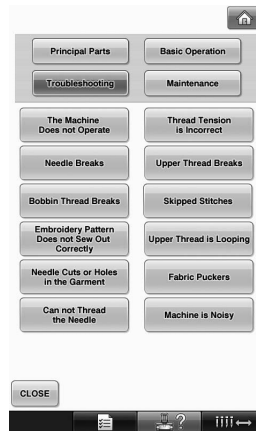 Principal Parts
Basic Operation
Troubleshooting
Maintenance
The Machine
Does not Operate
Thread Tension
is Incorrect
Needle Breaks
Upper Thread Breaks
Bobbin Thread Breaks
Skipped Stitches
Embroidery Pattern
Does not Sew Out
Correctly
Upper Thread is Looping
Needle Cuts or Holes
in the Garment
Fabric Puckers
Can not Thread
the Needle
Machine is Noisy
CLOSE
?